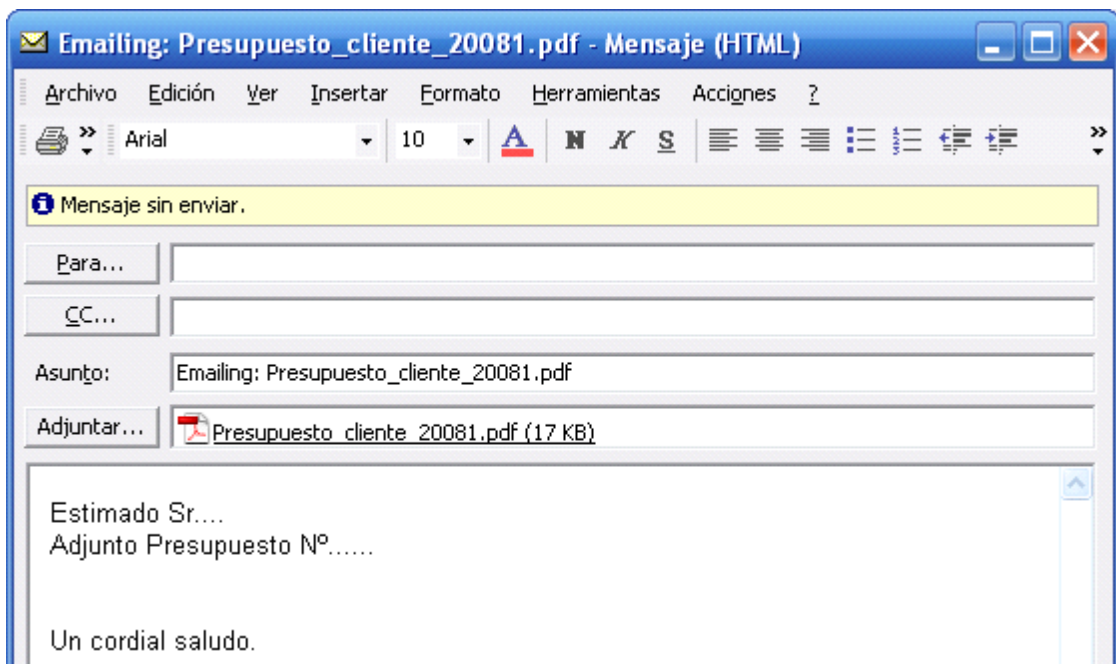 Emailing: Presupuesto_cliente_20081.pdf - Mensaje (HTML)
Archivo Edición Ver Insertar Formato Herramientas Acciones ?
Arial 10 A N K S
Mensaje sin enviar.
Para...
CC...
Asunto: Emailing: Presupuesto_cliente_20081.pdf
Adjuntar... Presupuesto_cliente_20081.pdf (17 KB)
Estimado Sr....
Adjunto Presupuesto Nº......
Un cordial saludo.